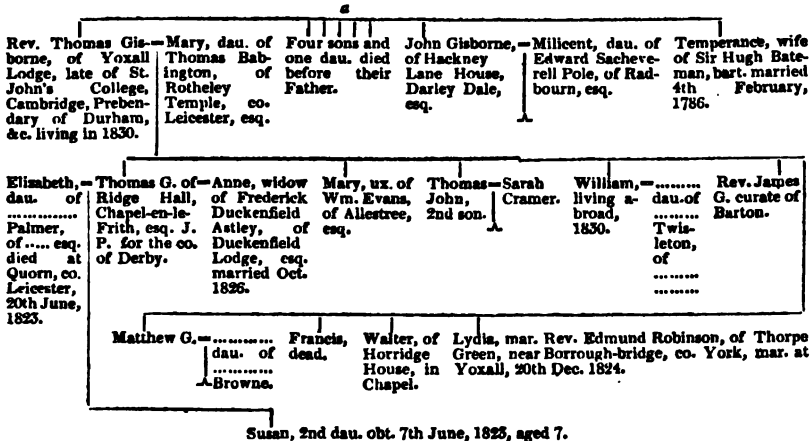 a
Rev. Thomas Gis-
borne, of Yoxall
Lodge, late of St.
John's College,
Cambridge, Preben-
dary of Durham,
&c. living in 1830.
Mary, dau. of
Thomas Bab-
ington, of
Rotheley
Temple, co.
Leicester, esq.
Four sons and
one dau. died
before their
Father.
John Gisborne,
of Hackney
Lane House,
Darley Dale,
esq.
Milicent, dau. of
Edward Sacheve-
rell Pole, of Rad-
bourn, esq.
Temperance, wife
of Sir Hugh Bate-
man, bart. married
4th February,
1786.
Elisabeth,
dau. of
...............
Palmer,
of ..... esq.
died at
Quorn, co.
Leicester,
20th June,
1823.
Thomas G. of
Ridge Hall,
Chapel-en-le-
Frith, esq. J.
P. for the co.
of Derby.
Anne, widow
of Frederick
Duckenfield
Astley, of
Duckenfield
Lodge, esq.
married Oct.
1826.
Mary, ux. of
Wm. Evans,
of Allestree,
esq.
Thomas
John,
2nd son.
Sarah
Cramer.
William,
living a-
broad,
1830.
.........
dau. of
.........
Twis-
leton,
of
.........
.........
Rev. James
G. curate of
Barton.
Matthew G.
............
dau. of
............
Browne.
Francis,
dead.
Walter, of
Horridge
House, in
Chapel.
Lydia, mar. Rev. Edmund Robinson, of Thorpe
Green, near Borrough-bridge, co. York, mar. at
Yoxall, 20th Dec. 1824.
Susan, 2nd dau. obt. 7th June, 1823, aged 7.